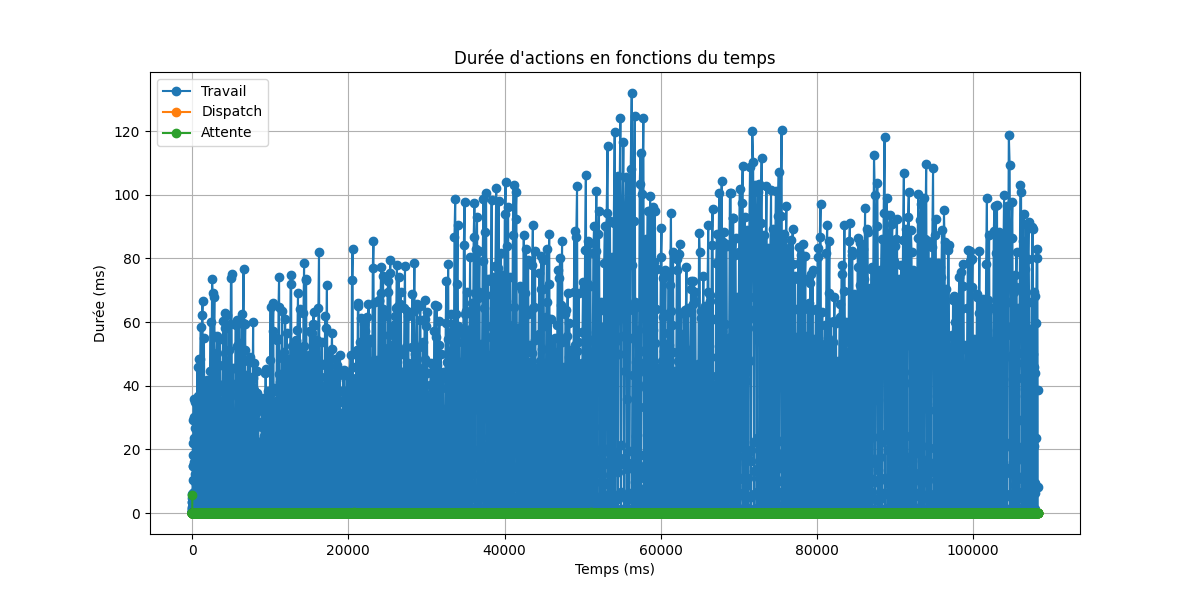 Durée d'actions en fonctions du temps
Travail
Dispatch
Attente
Durée (ms)
120
100
80
60
40
20
0
0 20000 40000 60000 80000 100000
Temps (ms)